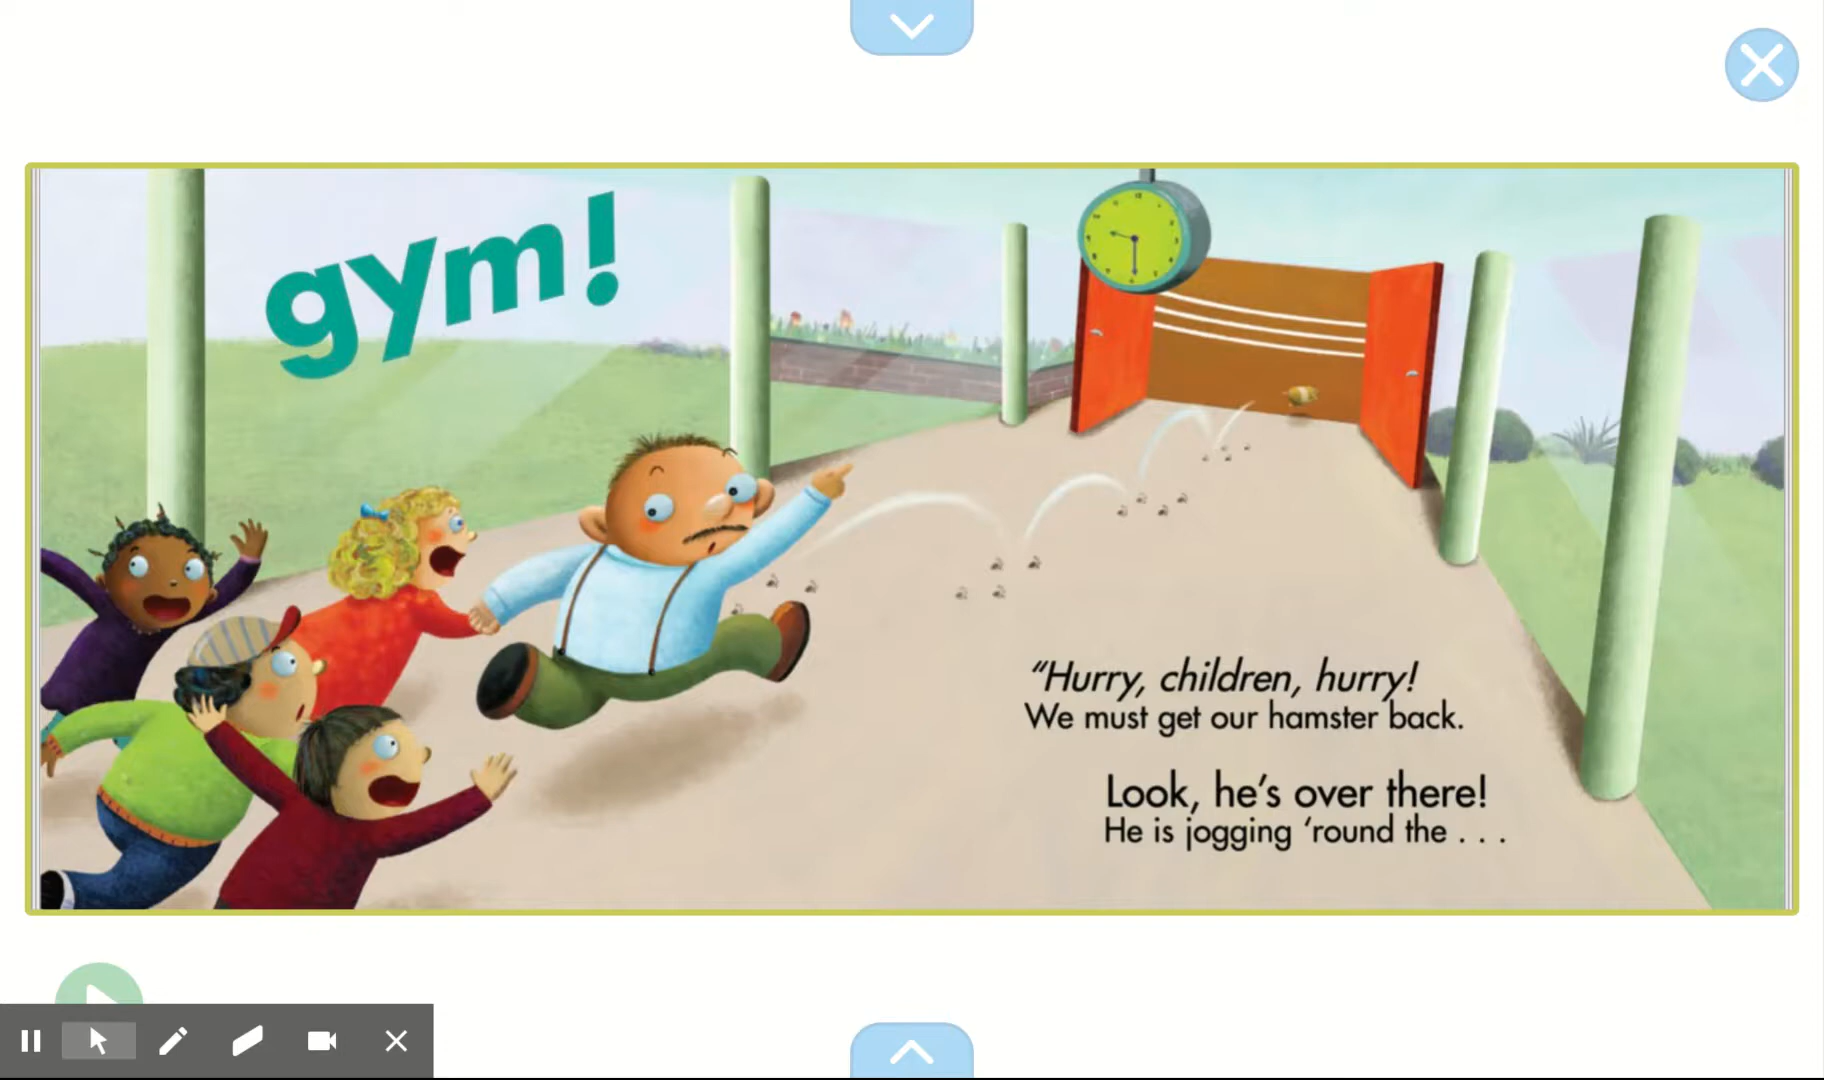 gym!
“Hurry, children, hurry!
We must get our hamster back.
Look, he’s over there!
He is jogging ‘round the . . .